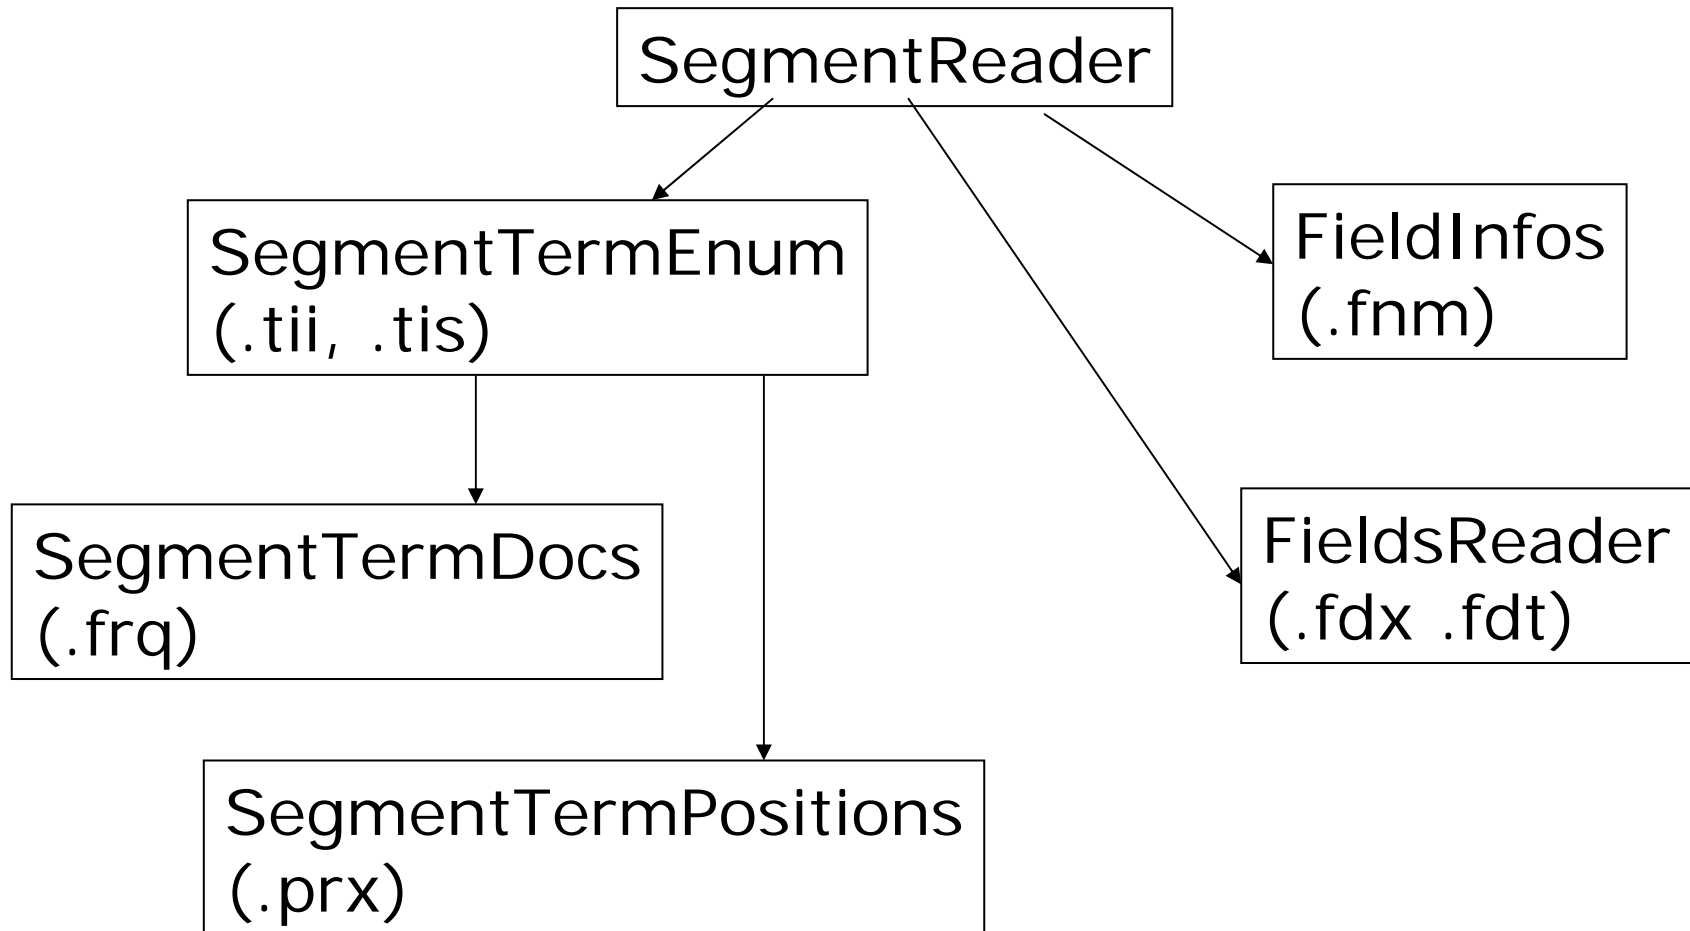 SegmentReader
SegmentTermEnum
(.tii, .tis)
FieldInfos
(.fnm)
SegmentTermDocs
(.frq)
FieldsReader
(.fdx .fdt)
SegmentTermPositions
(.prx)